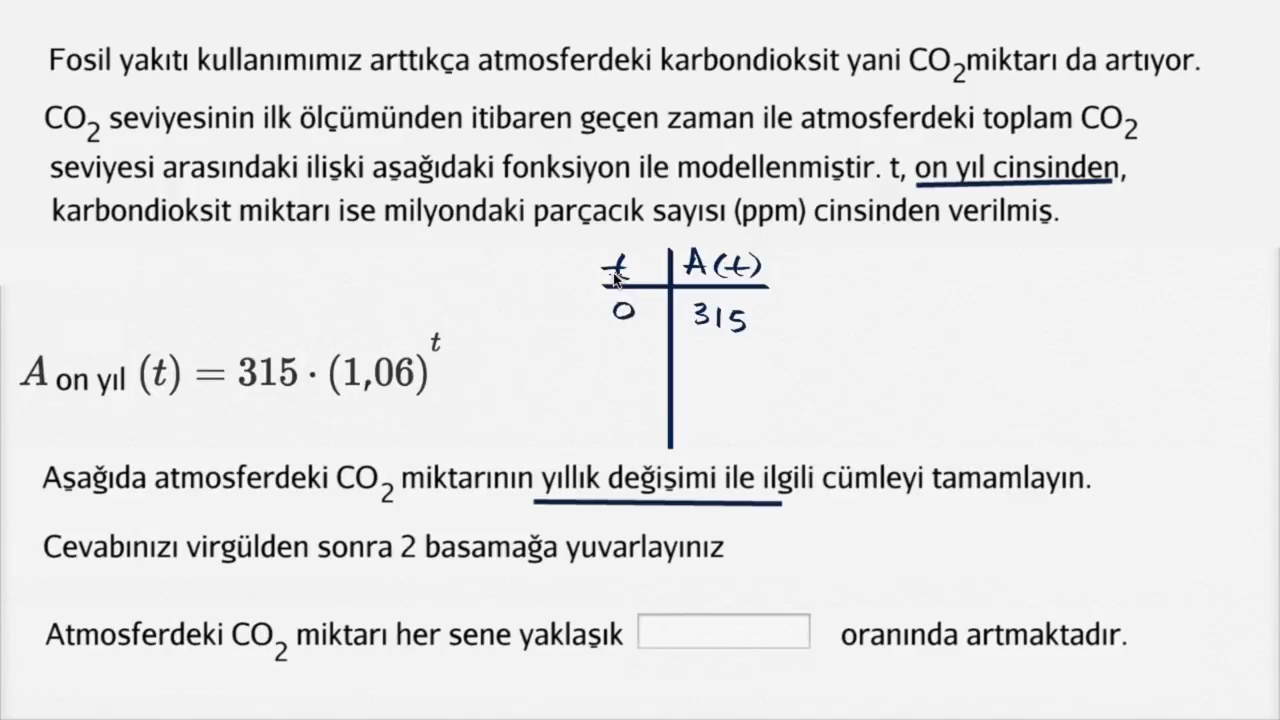 Fosil yakıtı kullanımımız arttıkça atmosferdeki karbondioksit yani CO₂miktarı da artıyor.
CO₂ seviyesinin ilk ölçümünden itibaren geçen zaman ile atmosferdeki toplam CO₂
seviyesi arasındaki ilişki aşağıdaki fonksiyon ile modellenmiştir. t, on yıl cinsinden,
karbondioksit miktarı ise milyondaki parçacık sayısı (ppm) cinsinden verilmiş.
t A(t)
0 315
A on yıl (t) = 315 · (1,06)^t
Aşağıda atmosferdeki CO₂ miktarının yıllık değişimi ile ilgili cümleyi tamamlayın.
Cevabınızı virgülden sonra 2 basamağa yuvarlayınız
Atmosferdeki CO₂ miktarı her sene yaklaşık oranında artmaktadır.